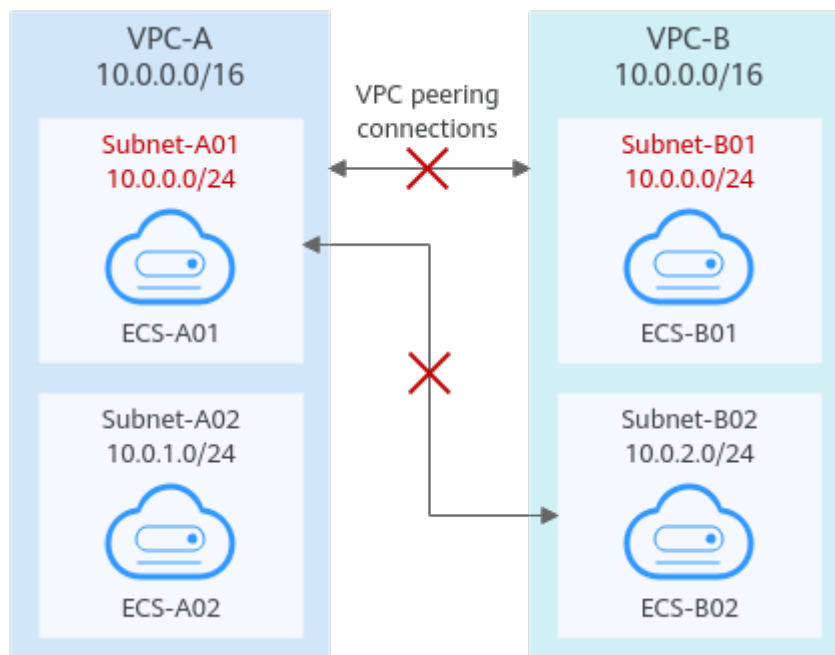 VPC-A
10.0.0.0/16
VPC-B
10.0.0.0/16
VPC peering
connections
Subnet-A01
10.0.0.0/24
ECS-A01
Subnet-B01
10.0.0.0/24
ECS-B01
Subnet-A02
10.0.1.0/24
ECS-A02
Subnet-B02
10.0.2.0/24
ECS-B02